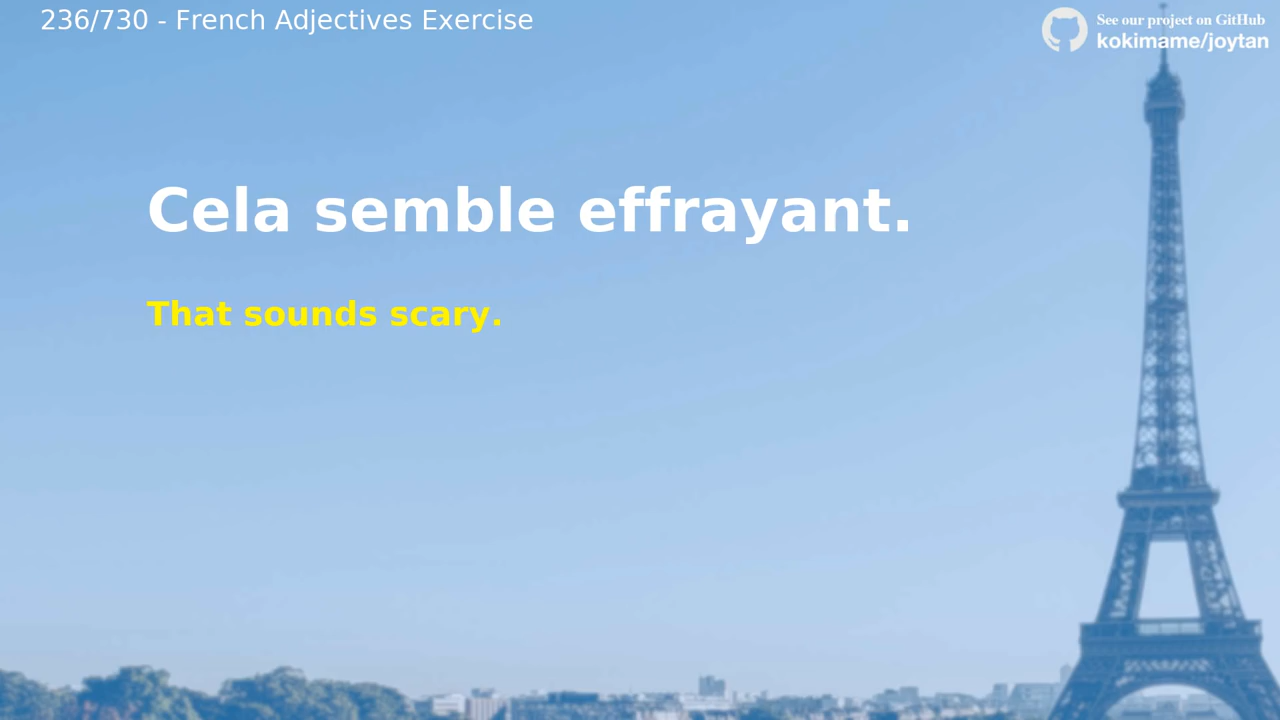 236/730 - French Adjectives Exercise
See our project on GitHub
kokimame/joytan
Cela semble effrayant.
That sounds scary.